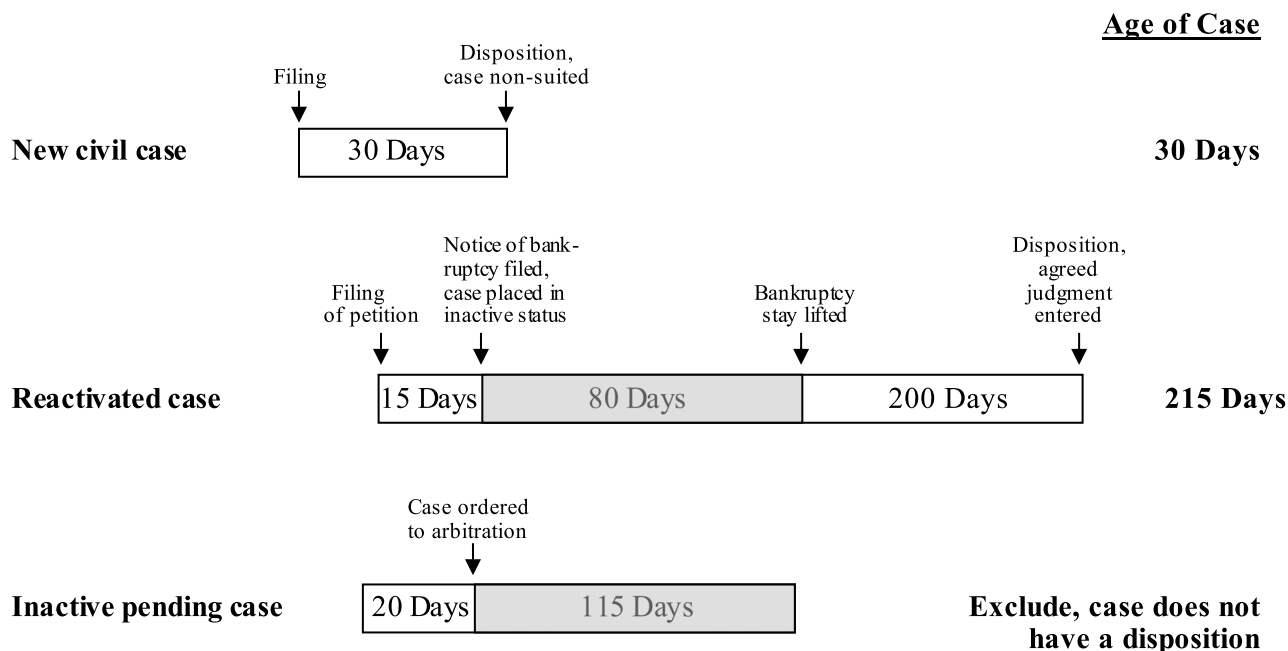 Age of Case
Filing
Disposition,
case non-suited
New civil case
30 Days
30 Days
Notice of bank-
ruptcy filed,
case placed in
inactive status
Filing
of petition
Bankruptcy
stay lifted
Disposition,
agreed
judgment
entered
Reactivated case
15 Days
80 Days
200 Days
215 Days
Case ordered
to arbitration
Inactive pending case
20 Days
115 Days
Exclude, case does not
have a disposition